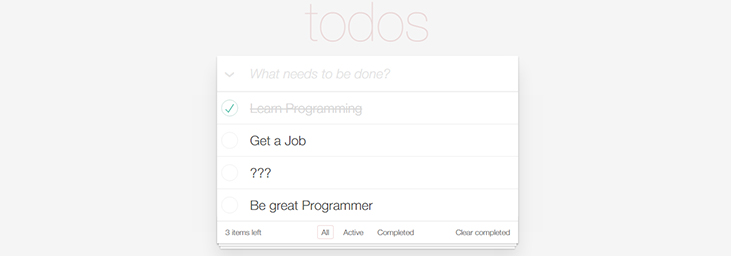 todos
What needs to be done?
Learn Programming
Get a Job
???
Be great Programmer
3 items left All Active Completed Clear completed